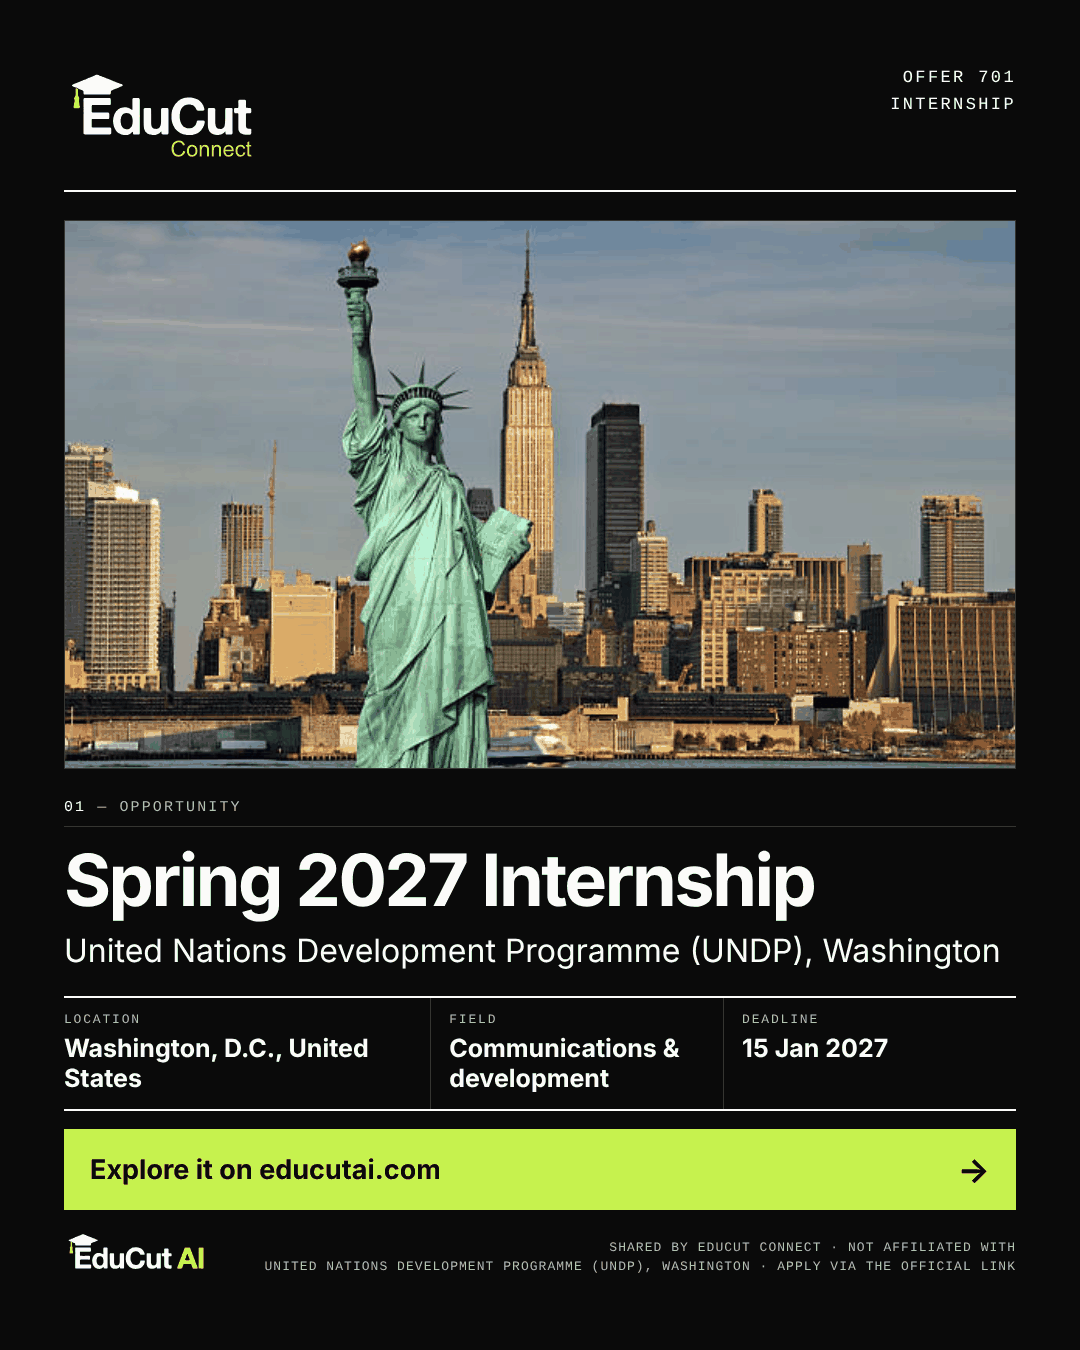 EduCut
Connect
OFFER 701
INTERNSHIP
01 — OPPORTUNITY
Spring 2027 Internship
United Nations Development Programme (UNDP), Washington
LOCATION
Washington, D.C., United
States
FIELD
Communications &
development
DEADLINE
15 Jan 2027
Explore it on educutai.com →
EduCut AI
SHARED BY EDUCUT CONNECT · NOT AFFILIATED WITH
UNITED NATIONS DEVELOPMENT PROGRAMME (UNDP), WASHINGTON · APPLY VIA THE OFFICIAL LINK